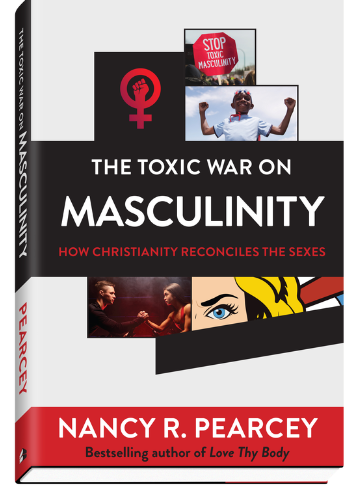 STOP
TOXIC
MASCULINITY
THE TOXIC WAR ON
MASCULINITY
HOW CHRISTIANITY RECONCILES THE SEXES
NANCY R. PEARCEY
Bestselling author of Love Thy Body
THE TOXIC WAR ON MASCULINITY
PEARCEY